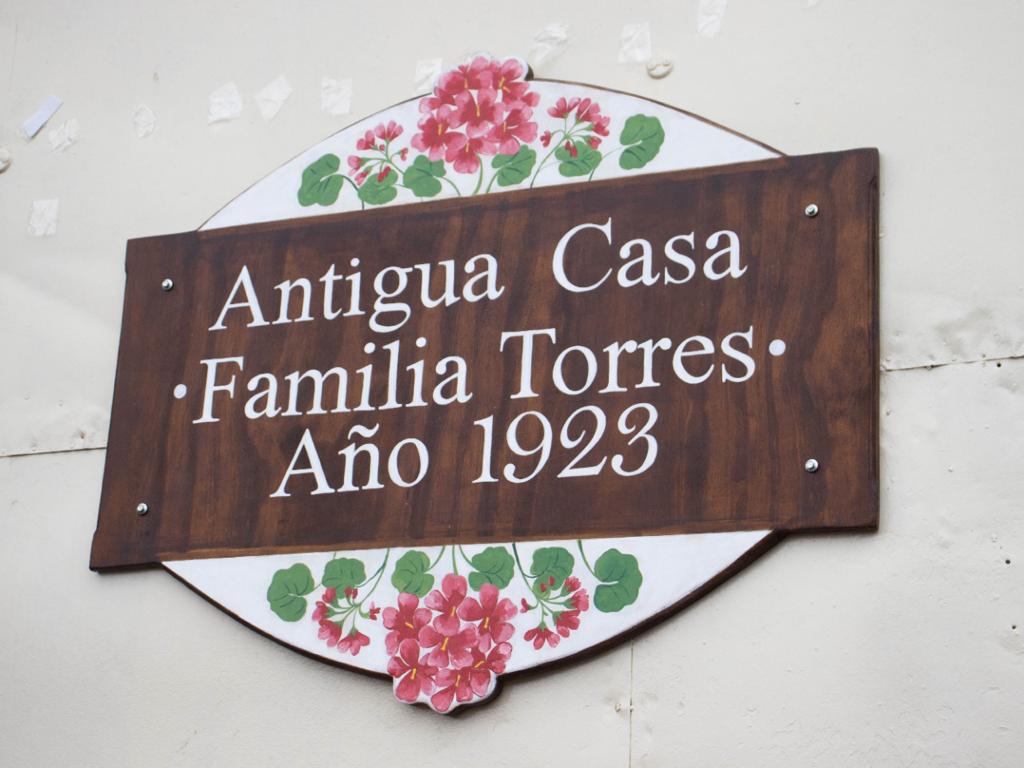 Antigua Casa
·Familia Torres·
Año 1923